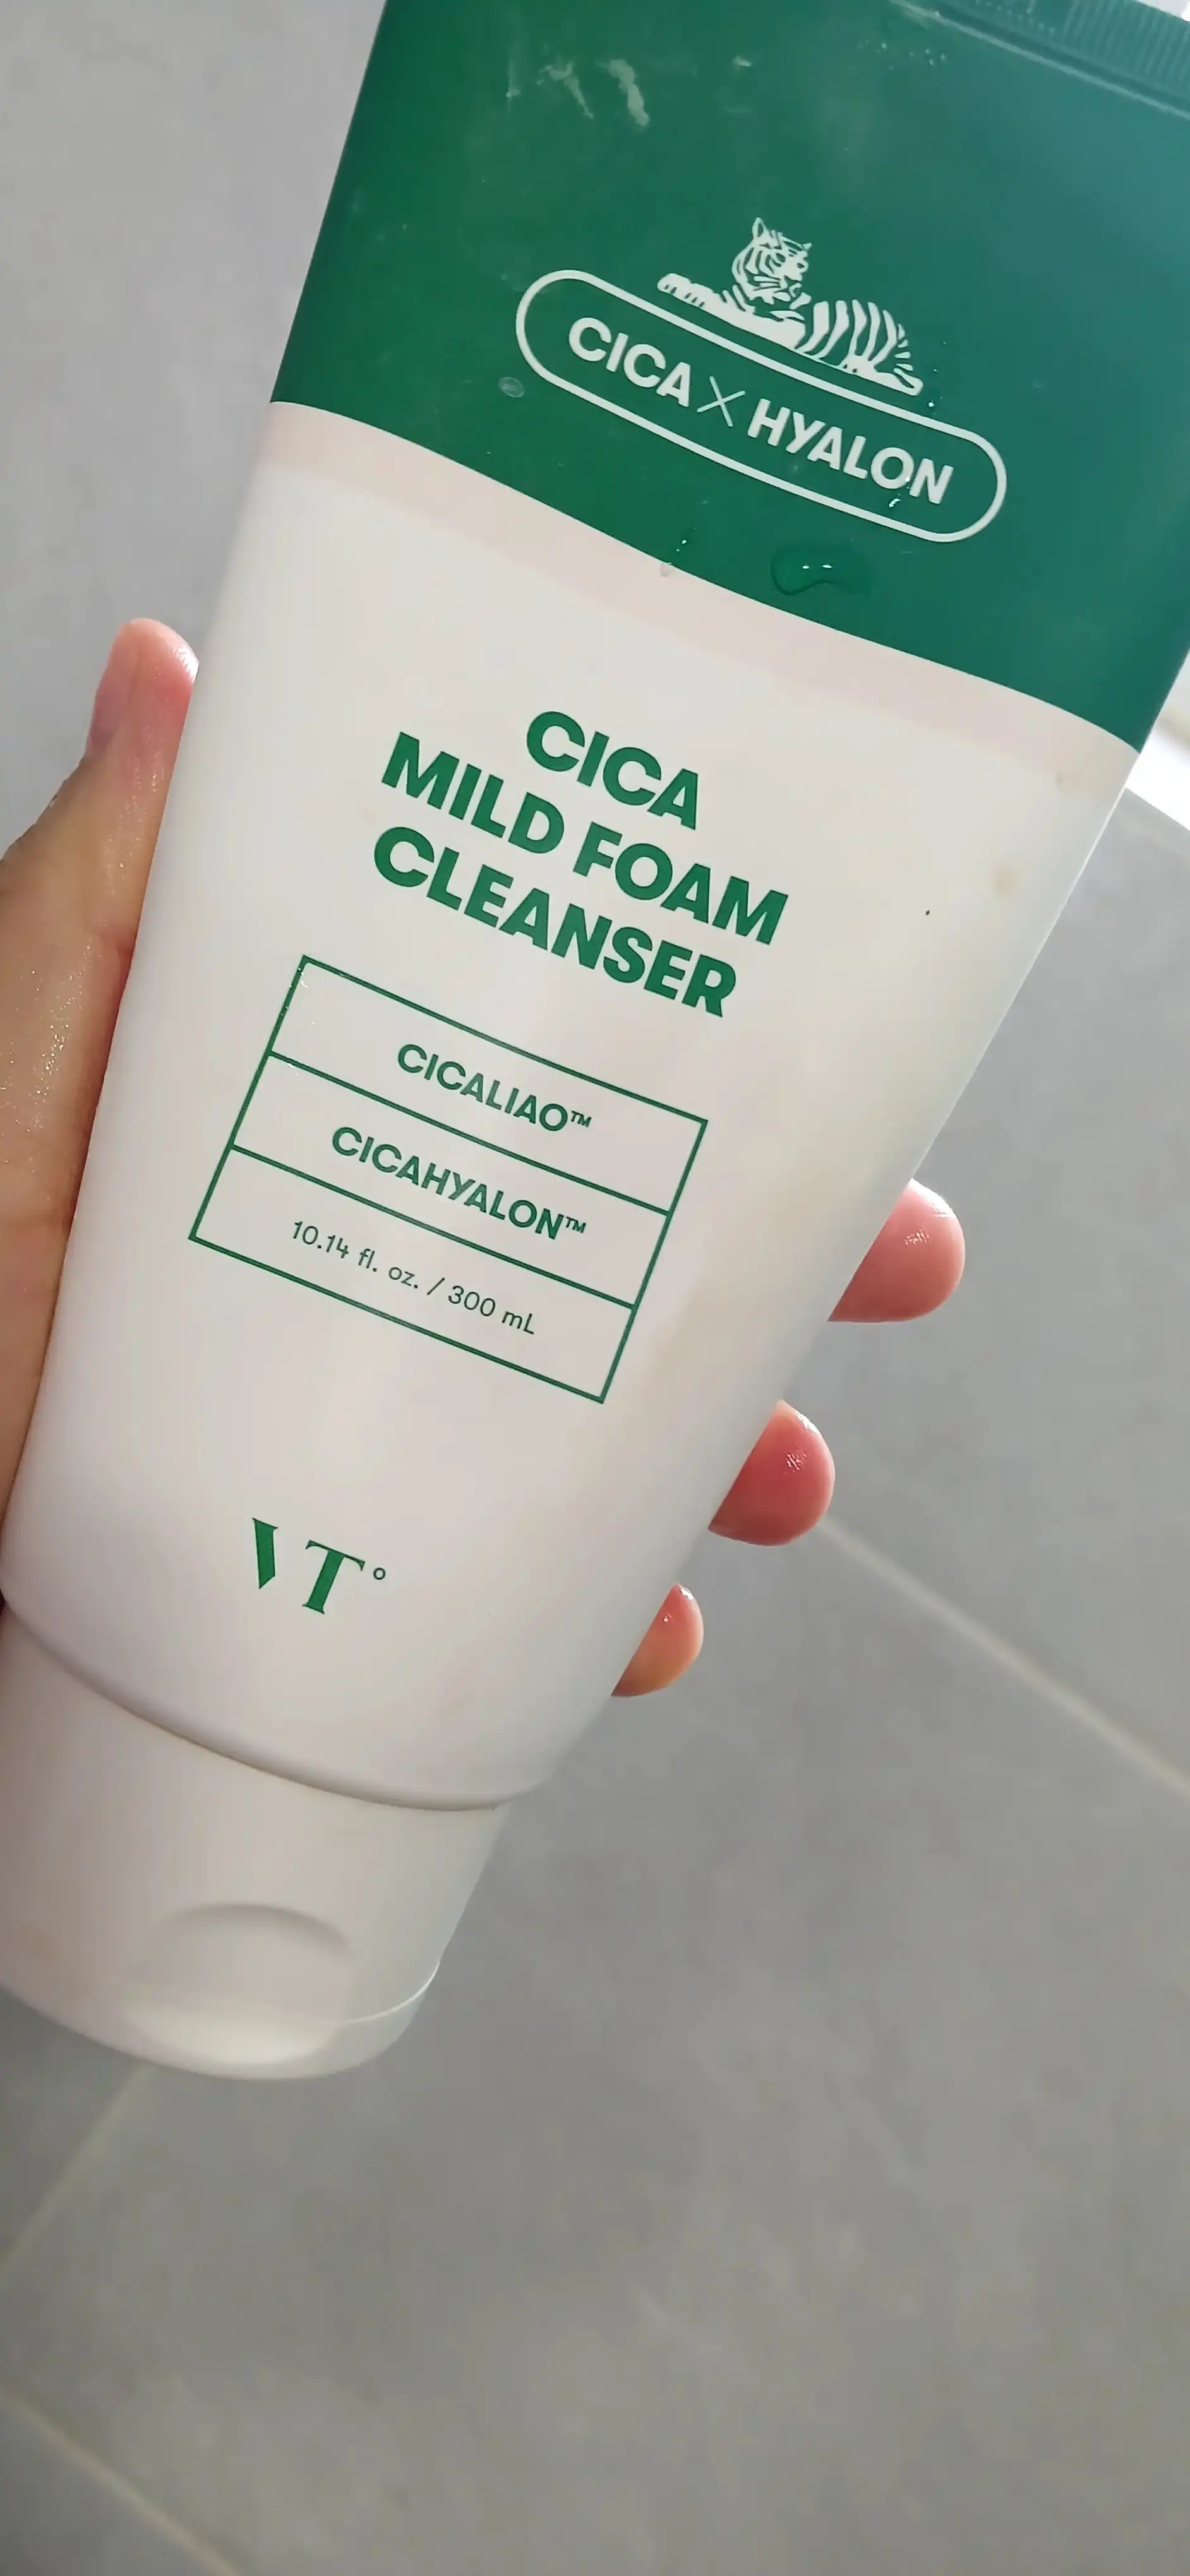 CICA X HYALON
CICA
MILD FOAM
CLEANSER
CICALIAO™
CICAHYALON™
10.14 fl. oz. / 300 mL
VT°